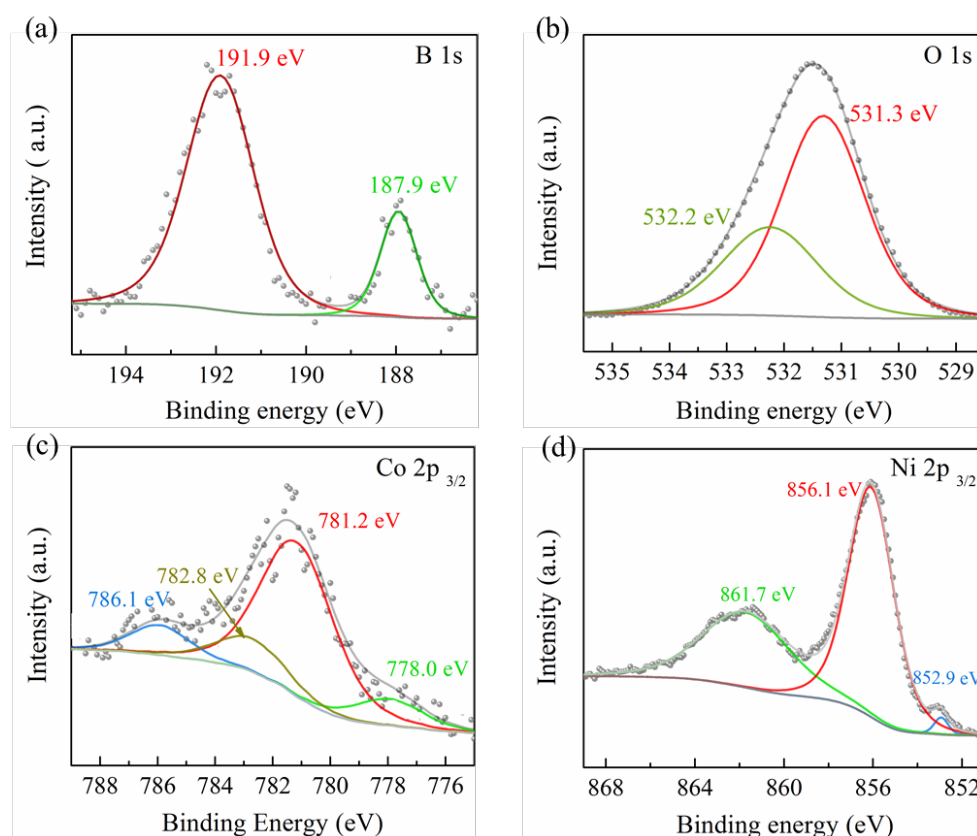 (a)
B 1s
191.9 eV
187.9 eV
Intensity ( a.u.)
194 192 190 188
Binding energy (eV)
(b)
O 1s
531.3 eV
532.2 eV
Intensity (a.u.)
535 534 533 532 531 530 529
Binding energy (eV)
(c)
Co 2p 3/2
781.2 eV
782.8 eV
786.1 eV
778.0 eV
Intensity (a.u.)
788 786 784 782 780 778 776
Binding Energy (eV)
(d)
Ni 2p 3/2
856.1 eV
861.7 eV
852.9 eV
Intensity (a.u.)
868 864 860 856 852
Binding energy (eV)